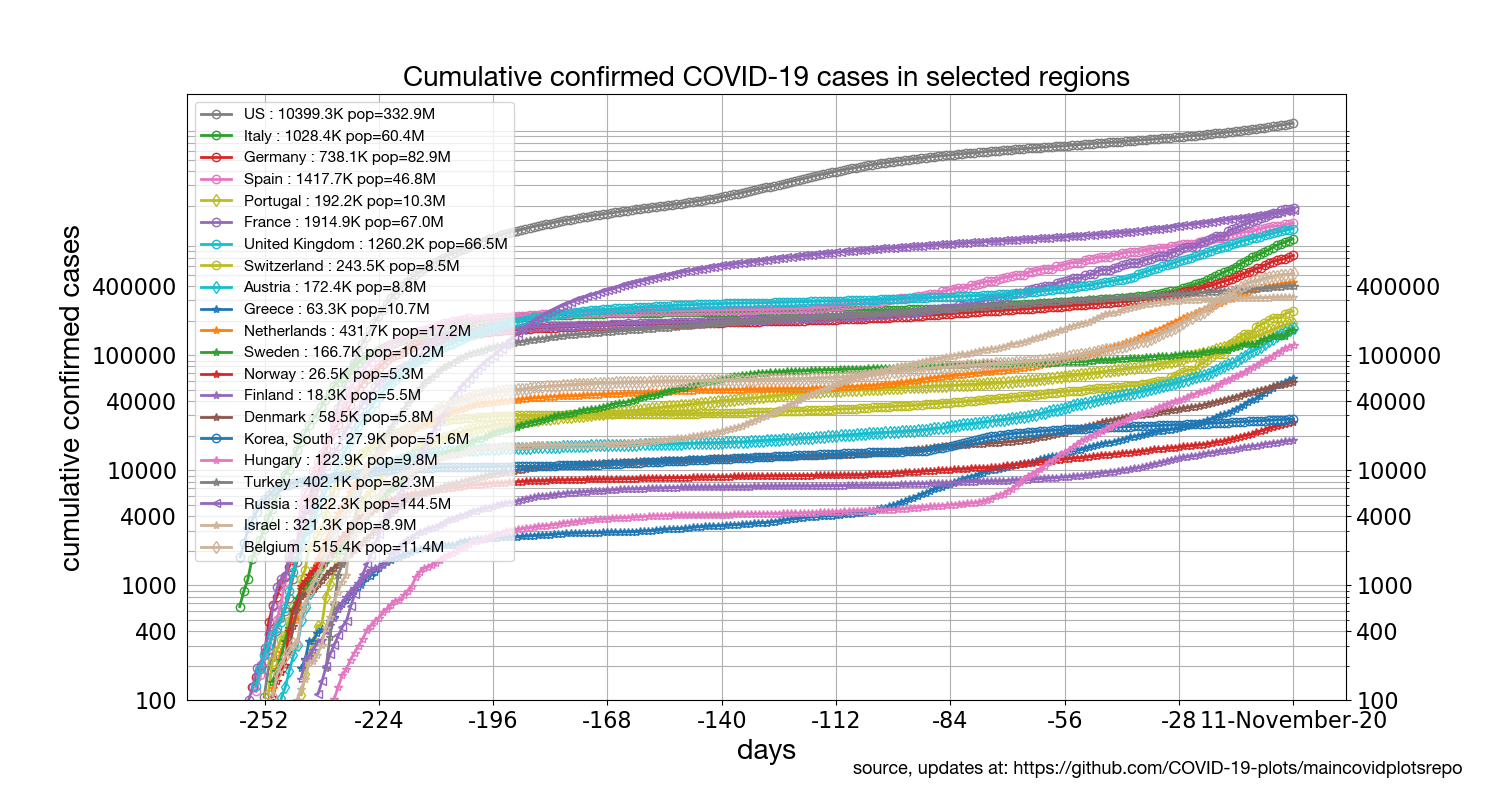 Cumulative confirmed COVID-19 cases in selected regions
US : 10399.3K pop=332.9M
Italy : 1028.4K pop=60.4M
Germany : 738.1K pop=82.9M
Spain : 1417.7K pop=46.8M
Portugal : 192.2K pop=10.3M
France : 1914.9K pop=67.0M
United Kingdom : 1260.2K pop=66.5M
Switzerland : 243.5K pop=8.5M
Austria : 172.4K pop=8.8M
Greece : 63.3K pop=10.7M
Netherlands : 431.7K pop=17.2M
Sweden : 166.7K pop=10.2M
Norway : 26.5K pop=5.3M
Finland : 18.3K pop=5.5M
Denmark : 58.5K pop=5.8M
Korea, South : 27.9K pop=51.6M
Hungary : 122.9K pop=9.8M
Turkey : 402.1K pop=82.3M
Russia : 1822.3K pop=144.5M
Israel : 321.3K pop=8.9M
Belgium : 515.4K pop=11.4M
cumulative confirmed cases
400000
100000
40000
10000
4000
1000
400
100
400000
100000
40000
10000
4000
1000
400
100
-252 -224 -196 -168 -140 -112 -84 -56 -28 11-November-20
days
source, updates at: https://github.com/COVID-19-plots/maincovidplotsrepo